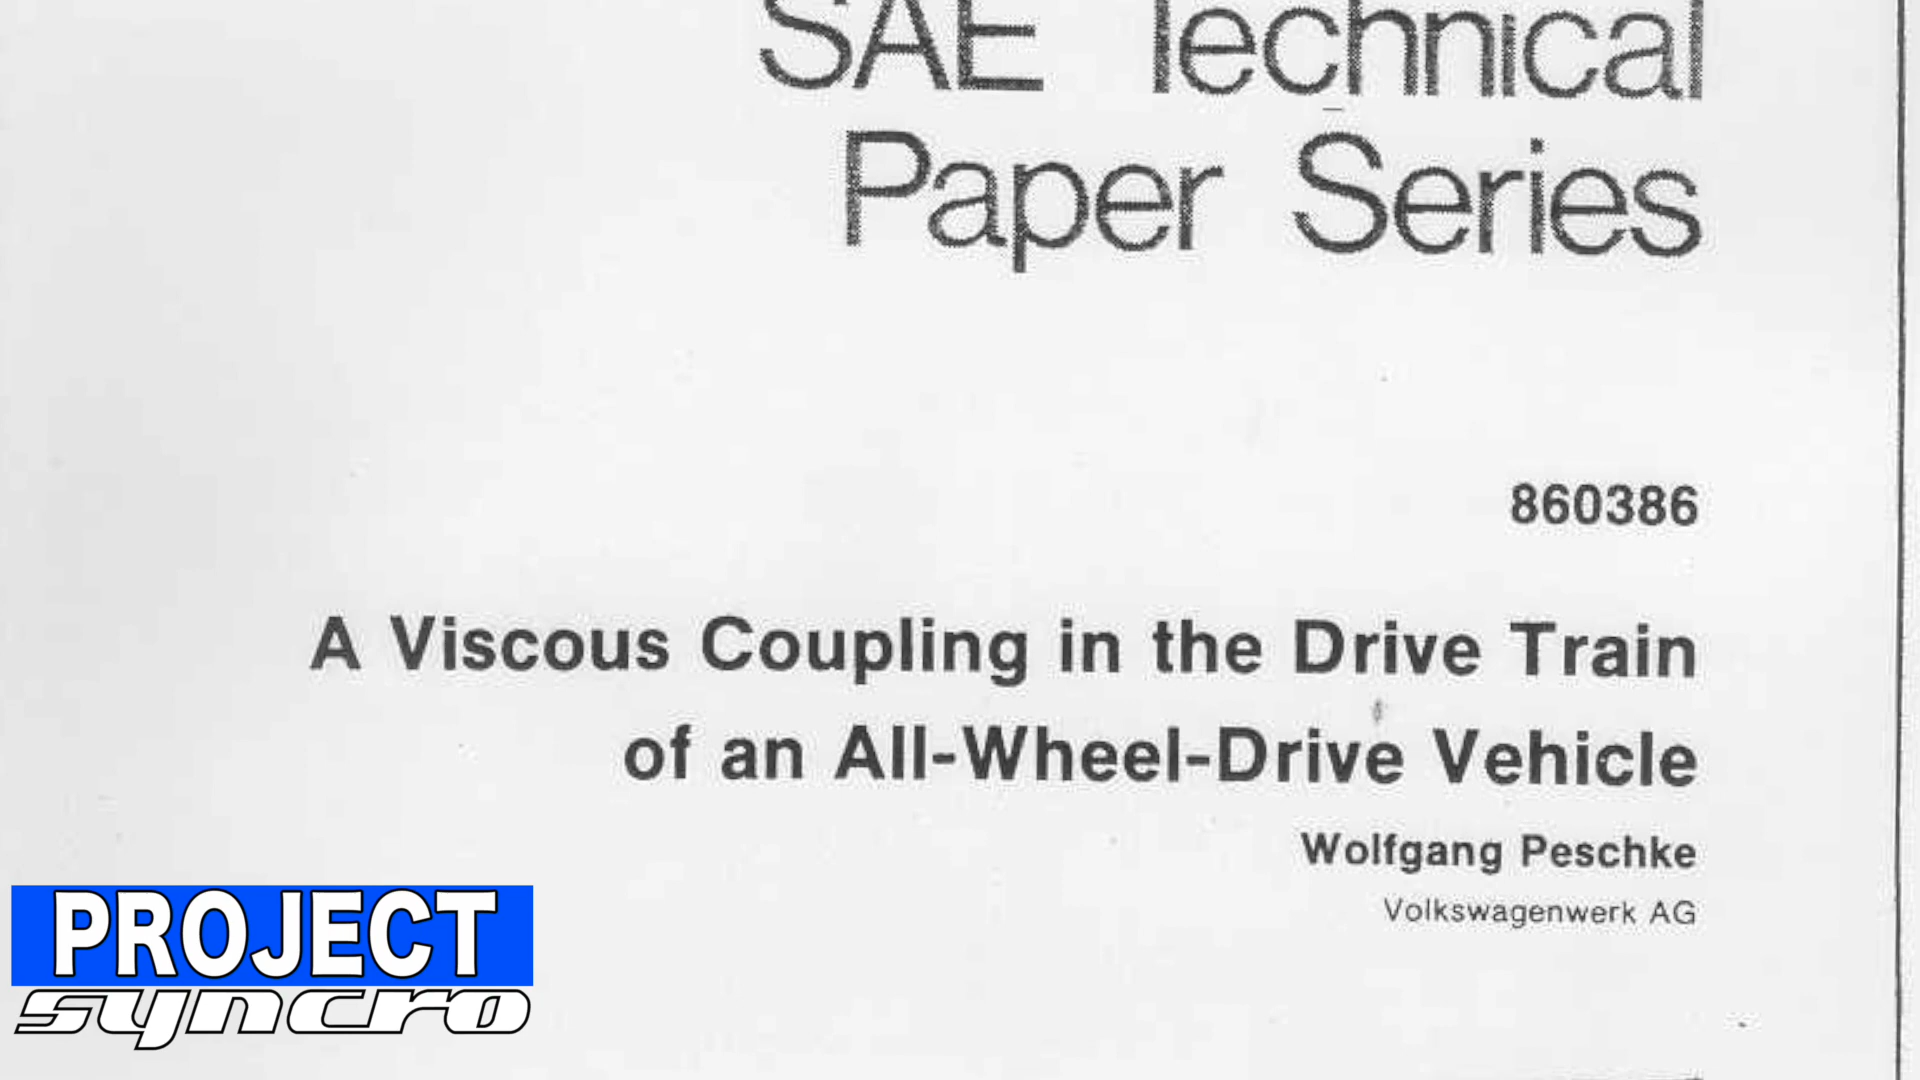 SAE Technical
Paper Series
860386
A Viscous Coupling in the Drive Train
of an All-Wheel-Drive Vehicle
Wolfgang Peschke
Volkswagenwerk AG
PROJECT
syncro